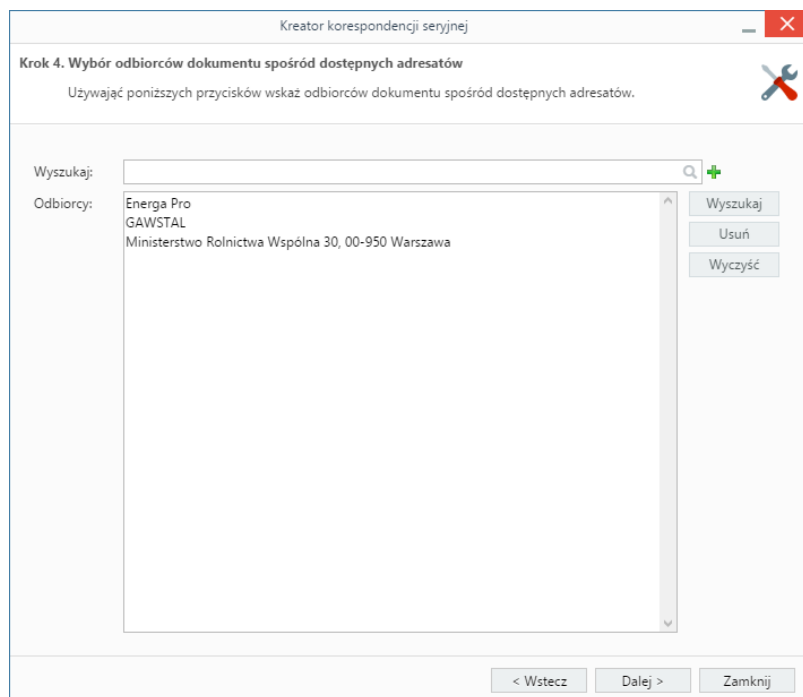 Kreator korespondencji seryjnej
Krok 4. Wybór odbiorców dokumentu spośród dostępnych adresatów
Używając poniższych przycisków wskaż odbiorców dokumentu spośród dostępnych adresatów.
Wyszukaj:
Odbiorcy:
Energa Pro
GAWSTAL
Ministerstwo Rolnictwa Wspólna 30, 00-950 Warszawa
Wyszukaj
Usuń
Wyczyść
< Wstecz
Dalej >
Zamknij